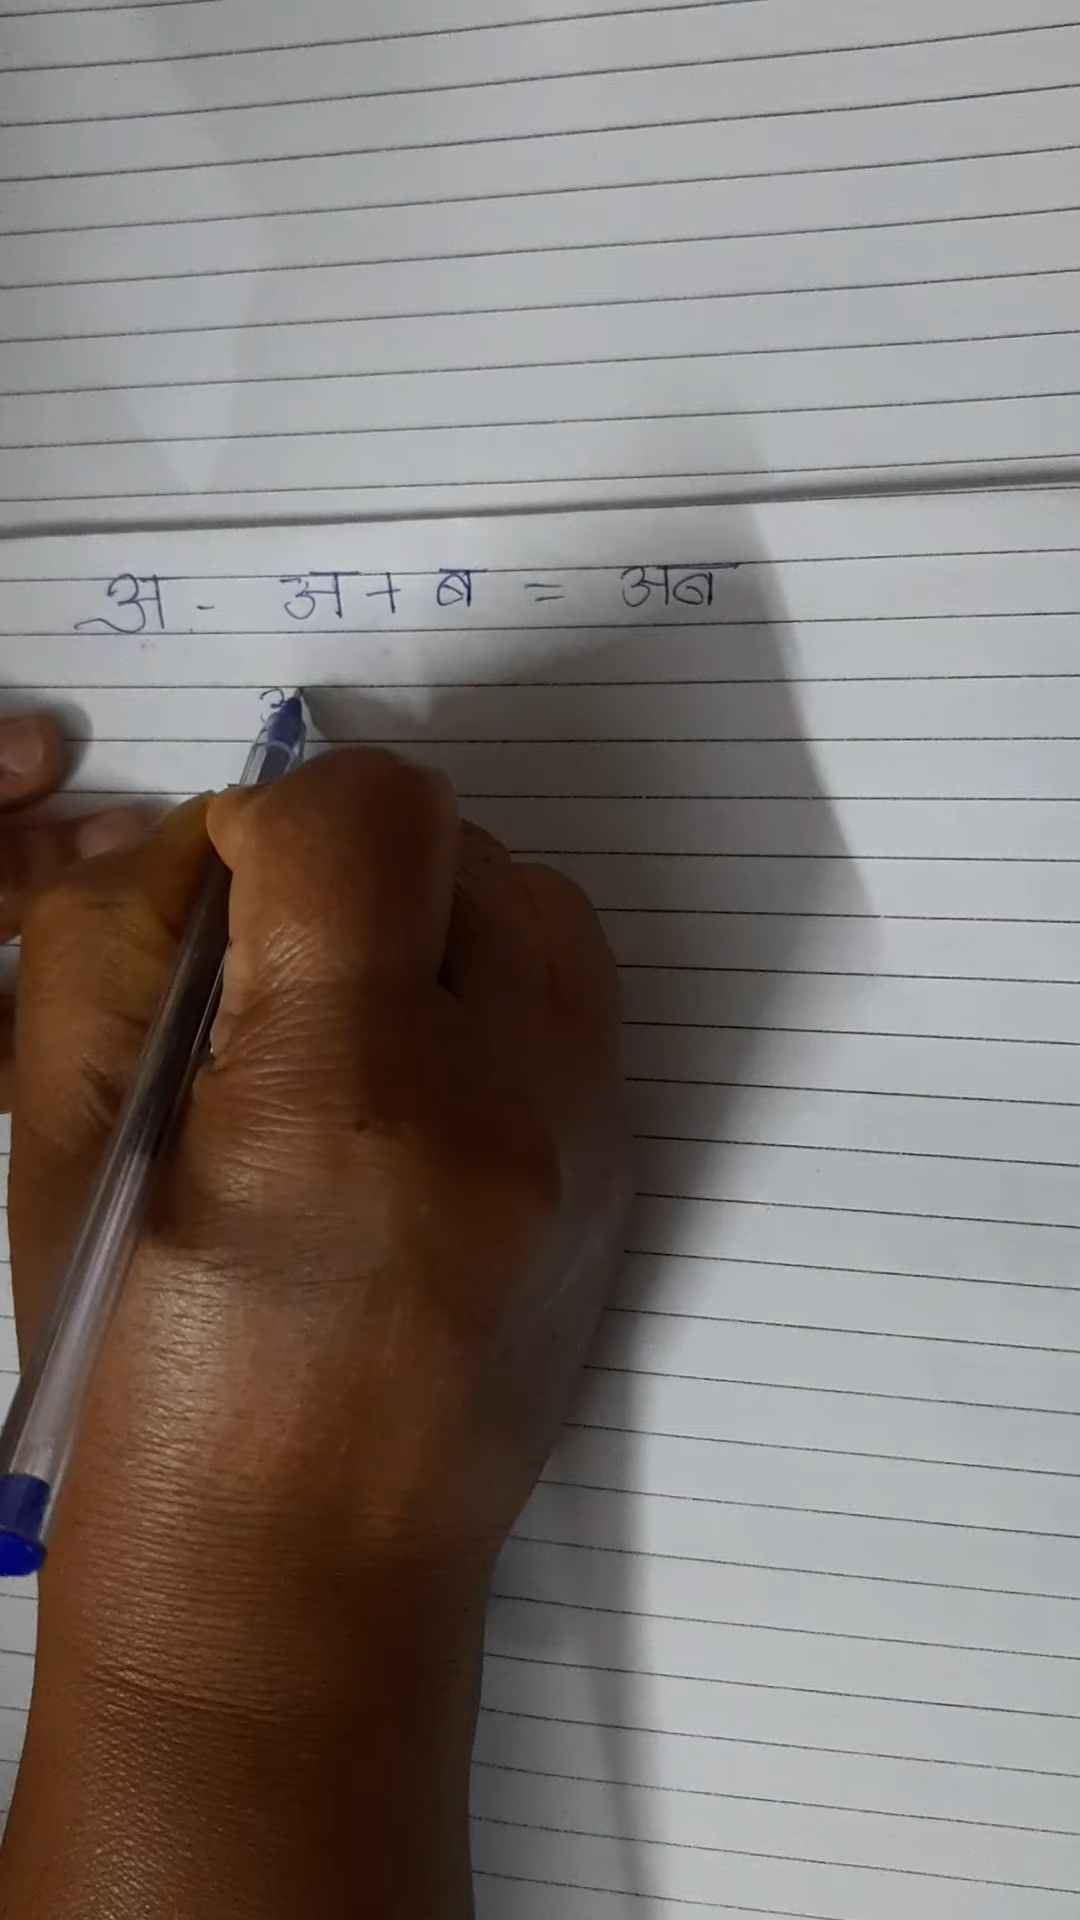 अ - अ + ब = अब